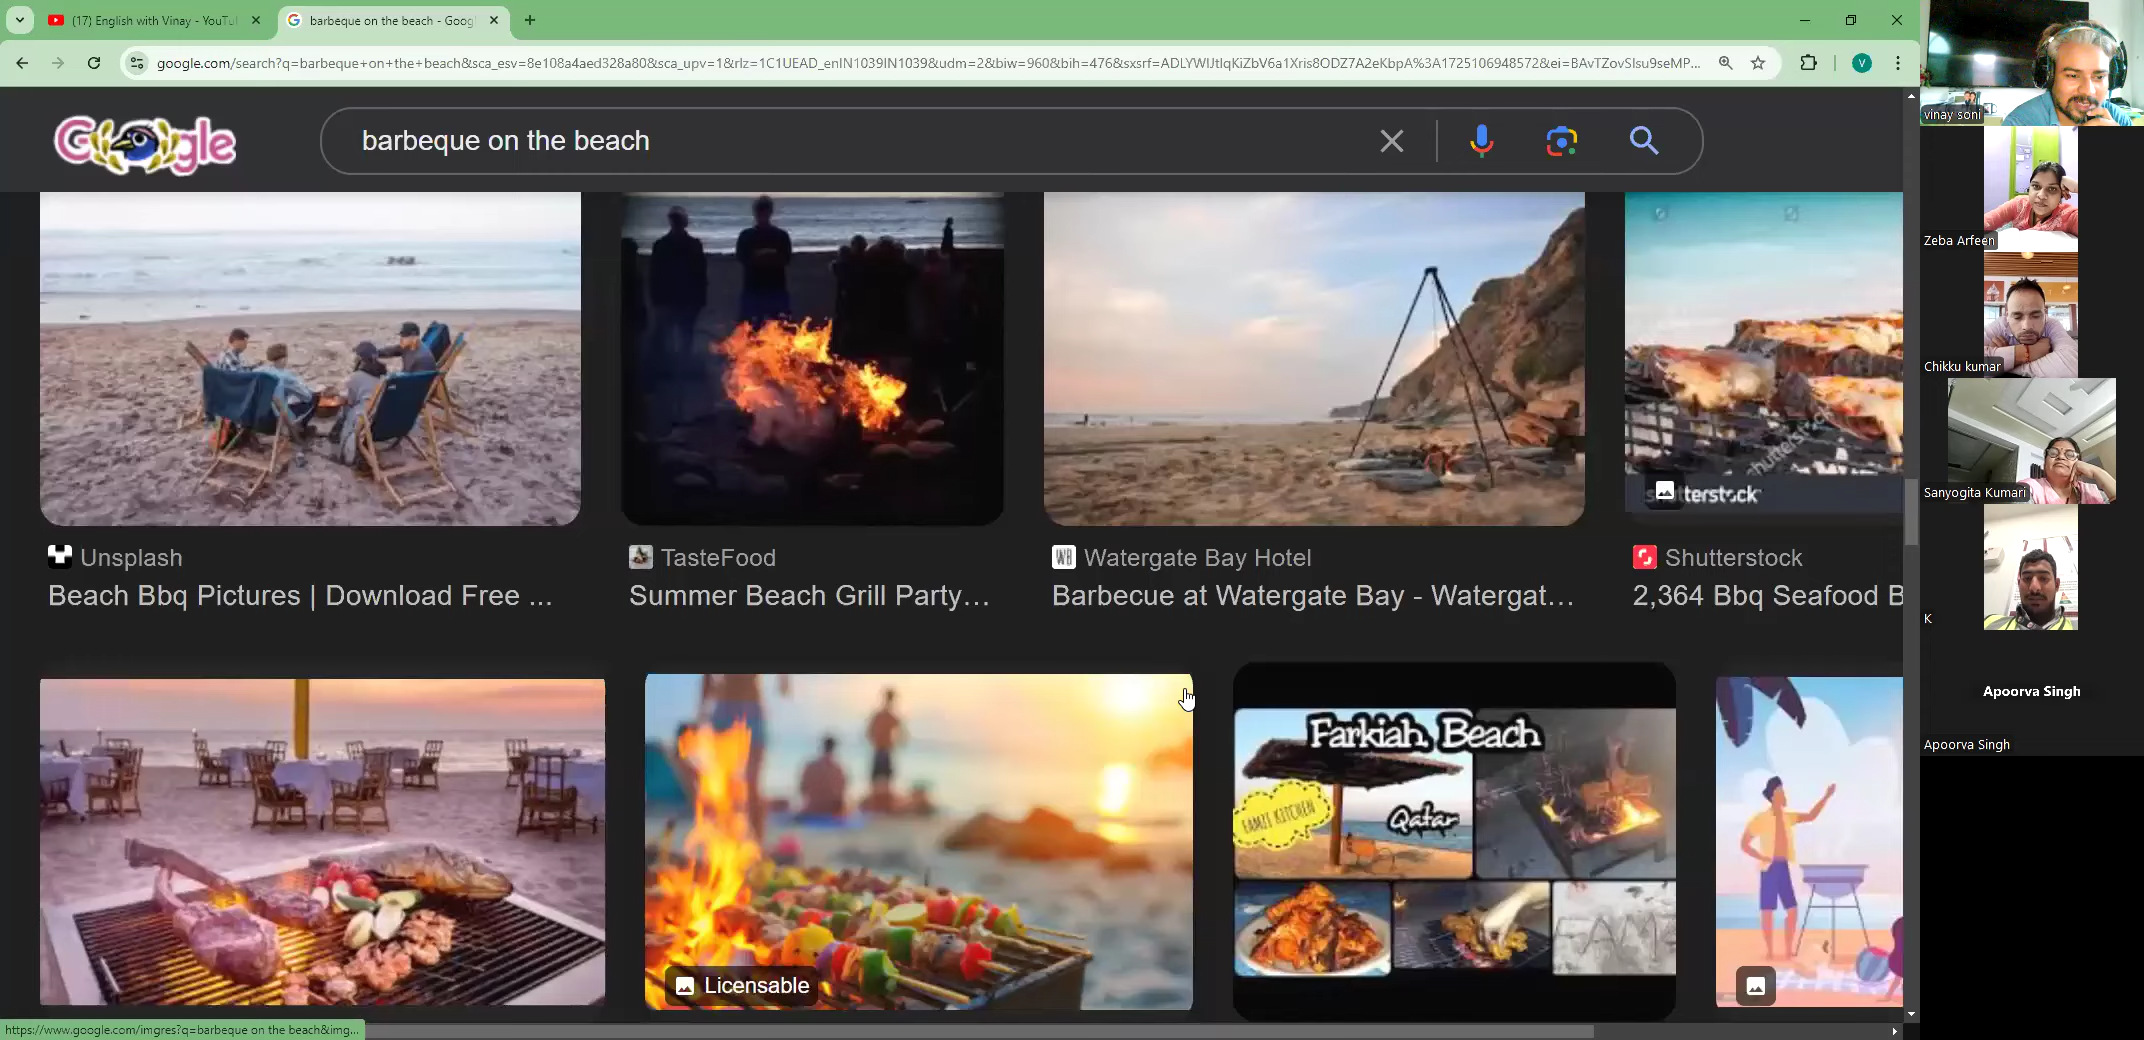 (17) English with Vinay - YouTu
barbeque on the beach - Goog
google.com/search?q=barbeque+on+the+beach&sca_esv=8e108a4aed328a80&sca_upv=1&rlz=1C1UEAD_enIN1039IN1039&udm=2&biw=960&bih=476&sxsrf=ADLYWIJtIqKiZbV6a1Xris8ODZ7A2eKbpA%3A1725106948572&ei=BAvTZovSIsu9seMP...
V
Google
barbeque on the beach
shutterstock
Unsplash
TasteFood
Watergate Bay Hotel
Shutterstock
Beach Bbq Pictures | Download Free ...
Summer Beach Grill Party...
Barbecue at Watergate Bay - Watergat...
2,364 Bbq Seafood B
Farkiah Beach
Qatar
Licensable
https://www.google.com/imgres?q=barbeque on the beach&img...
vinay soni
Zeba Arfeen
Chikku kumar
Sanyogita Kumari
K
Apoorva Singh
Apoorva Singh